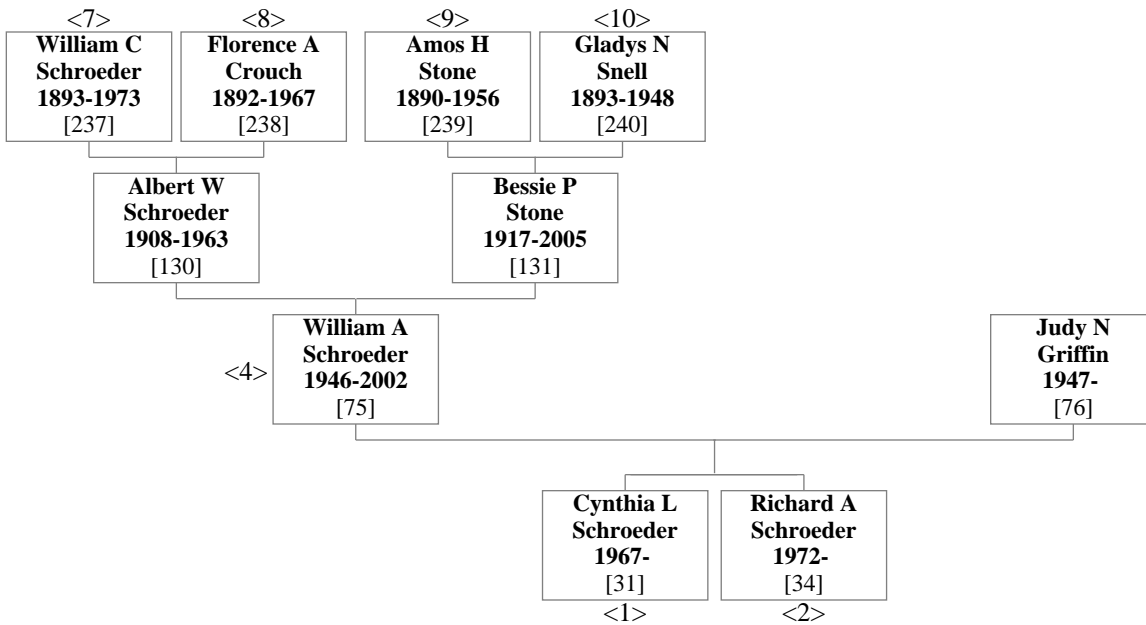 <7>
William C
Schroeder
1893-1973
[237]
<8>
Florence A
Crouch
1892-1967
[238]
<9>
Amos H
Stone
1890-1956
[239]
<10>
Gladys N
Snell
1893-1948
[240]
Albert W
Schroeder
1908-1963
[130]
Bessie P
Stone
1917-2005
[131]
<4>
William A
Schroeder
1946-2002
[75]
Judy N
Griffin
1947-
[76]
Cynthia L
Schroeder
1967-
[31]
<1>
Richard A
Schroeder
1972-
[34]
<2>